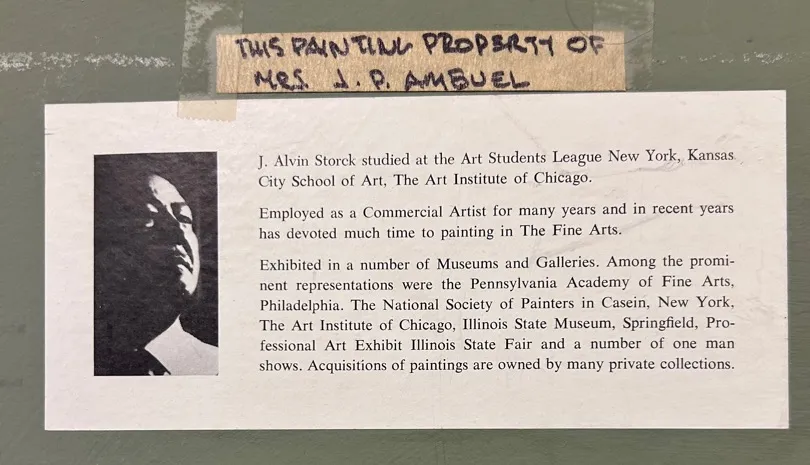 THIS PAINTING PROPERTY OF
MRS. J. P. AMBUEL
J. Alvin Storck studied at the Art Students League New York, Kansas
City School of Art, The Art Institute of Chicago.
Employed as a Commercial Artist for many years and in recent years
has devoted much time to painting in The Fine Arts.
Exhibited in a number of Museums and Galleries. Among the promi-
nent representations were the Pennsylvania Academy of Fine Arts,
Philadelphia. The National Society of Painters in Casein, New York,
The Art Institute of Chicago, Illinois State Museum, Springfield, Pro-
fessional Art Exhibit Illinois State Fair and a number of one man
shows. Acquisitions of paintings are owned by many private collections.